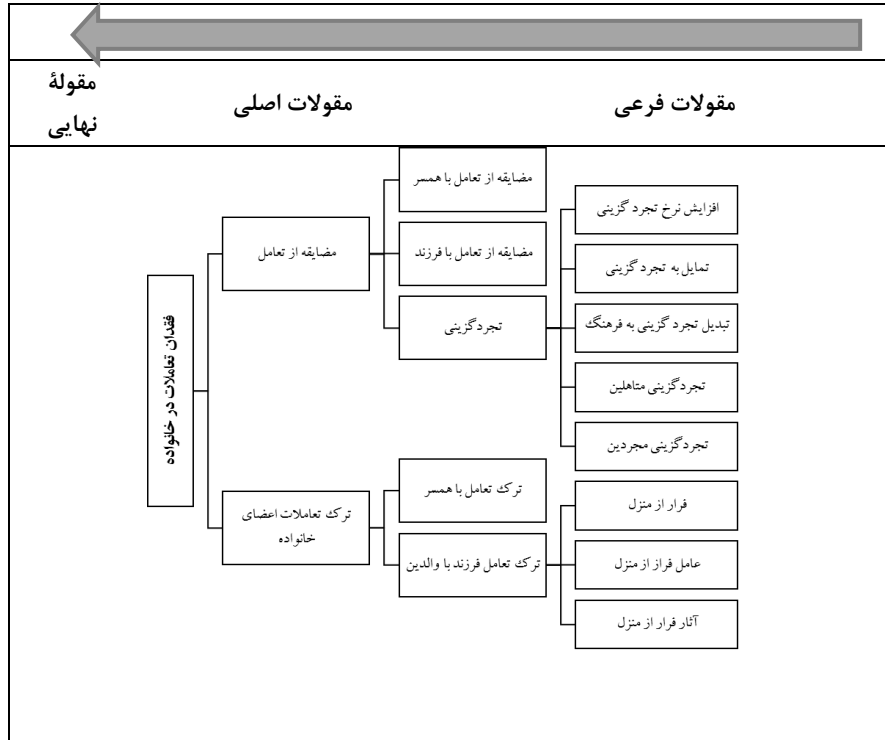 مقولات فرعی
مقولات اصلی
مقولهٔ
نهایی
افزایش نرخ تجرد گزینی
تمایل به تجرد گزینی
تبدیل تجرد گزینی به فرهنگ
تجردگزینی متاهلین
تجردگزینی مجردین
فرار از منزل
عامل فراز از منزل
آثار فرار از منزل
مضایقه از تعامل با همسر
مضایقه از تعامل با فرزند
تجردگزینی
ترک تعامل با همسر
ترک تعامل فرزند با والدین
مضایقه از تعامل
ترک تعاملات اعضای
خانواده
فقدان تعاملات در خانواده